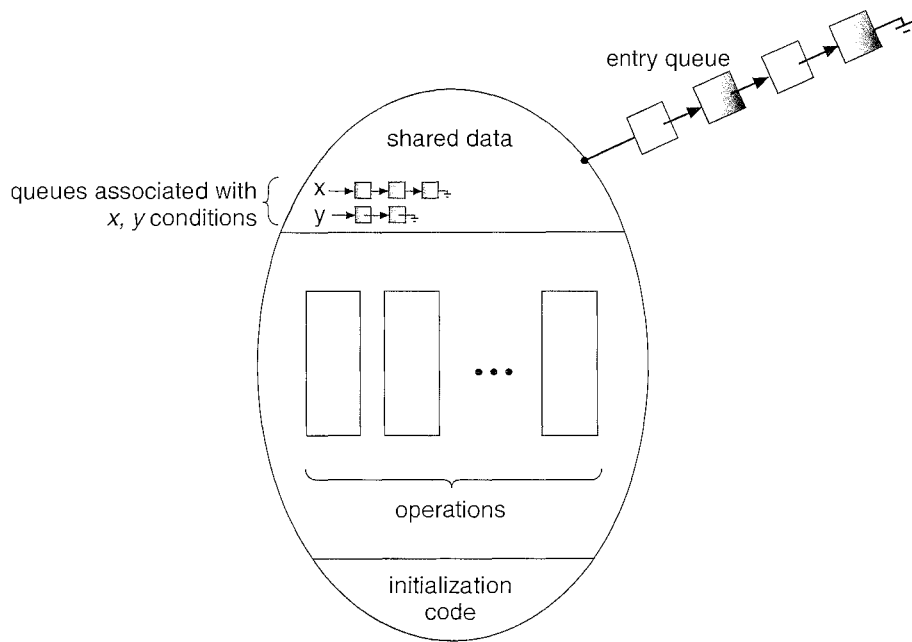 entry queue
shared data
queues associated with
x, y conditions
x
y
operations
initialization
code